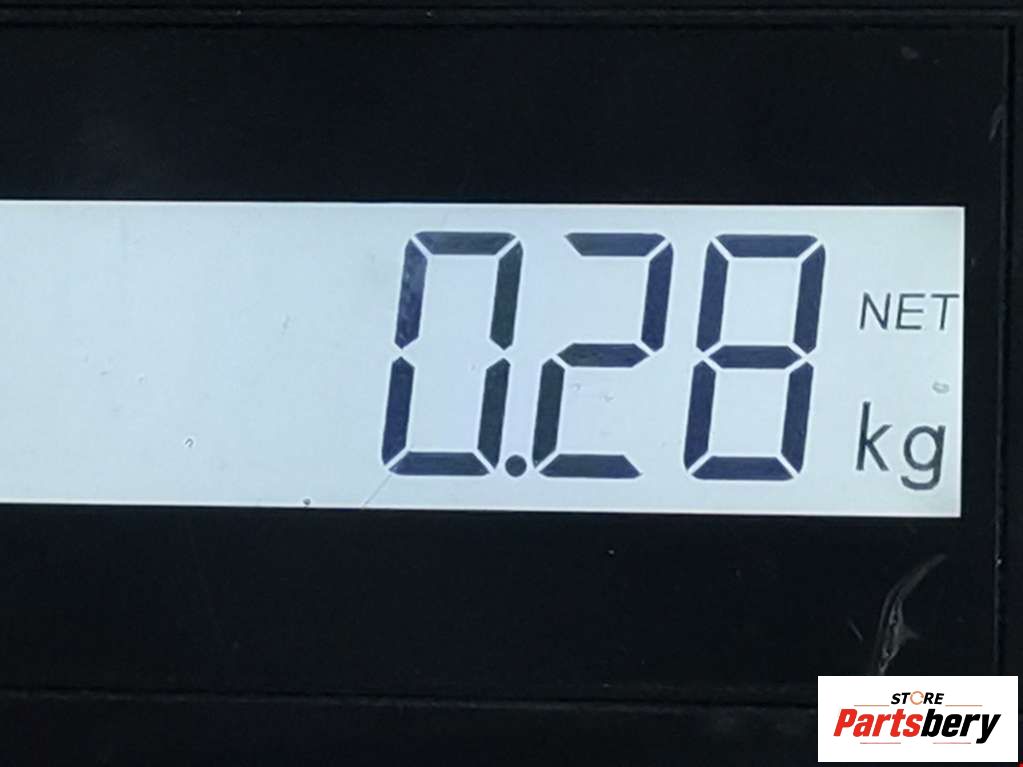 0.28 NET
kg
STORE
Partsbery